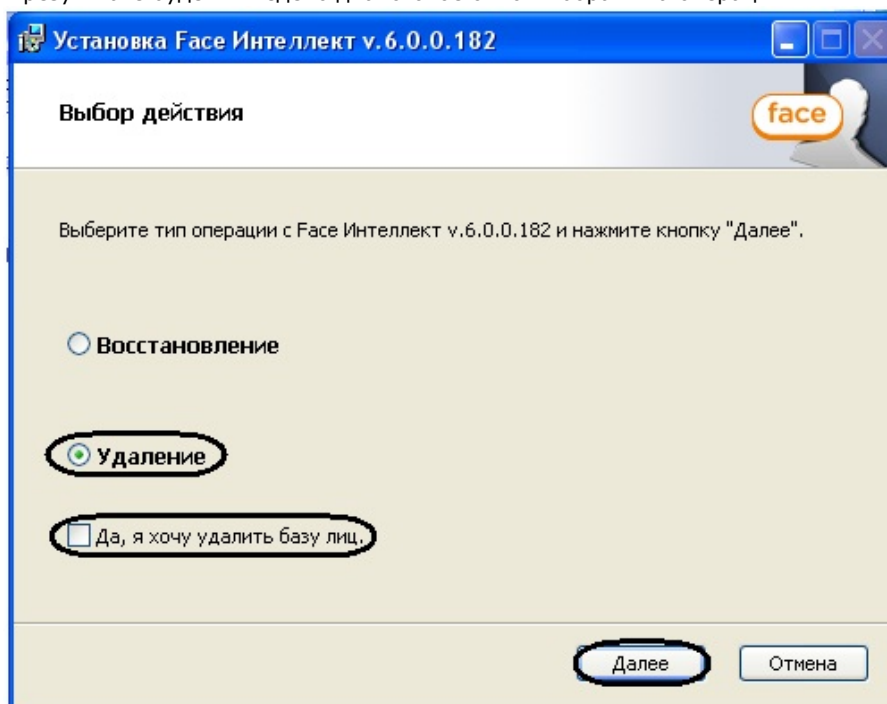 Установка Face Интеллект v.6.0.0.182
Выбор действия
face
Выберите тип операции с Face Интеллект v.6.0.0.182 и нажмите кнопку "Далее".
Восстановление
Удаление
Да, я хочу удалить базу лиц.
Далее
Отмена